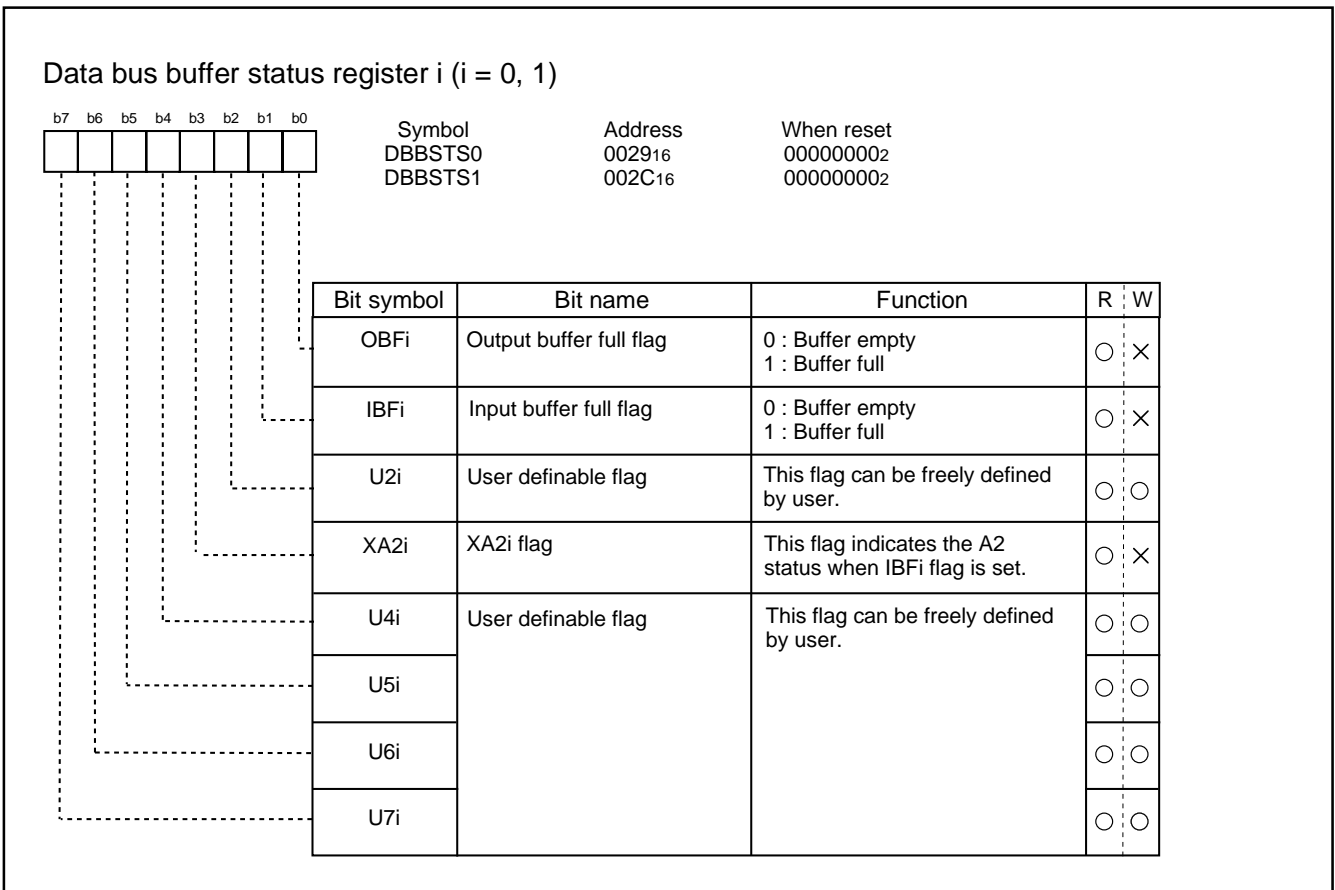 Data bus buffer status register i (i = 0, 1)
b7 b6 b5 b4 b3 b2 b1 b0
Symbol Address When reset
DBBSTS0 002916 000000002
DBBSTS1 002C16 000000002
Bit symbol Bit name Function R W
OBFi Output buffer full flag 0 : Buffer empty
1 : Buffer full
IBFi Input buffer full flag 0 : Buffer empty
1 : Buffer full
U2i User definable flag This flag can be freely defined
by user.
XA2i XA2i flag This flag indicates the A2
status when IBFi flag is set.
U4i User definable flag This flag can be freely defined
by user.
U5i
U6i
U7i